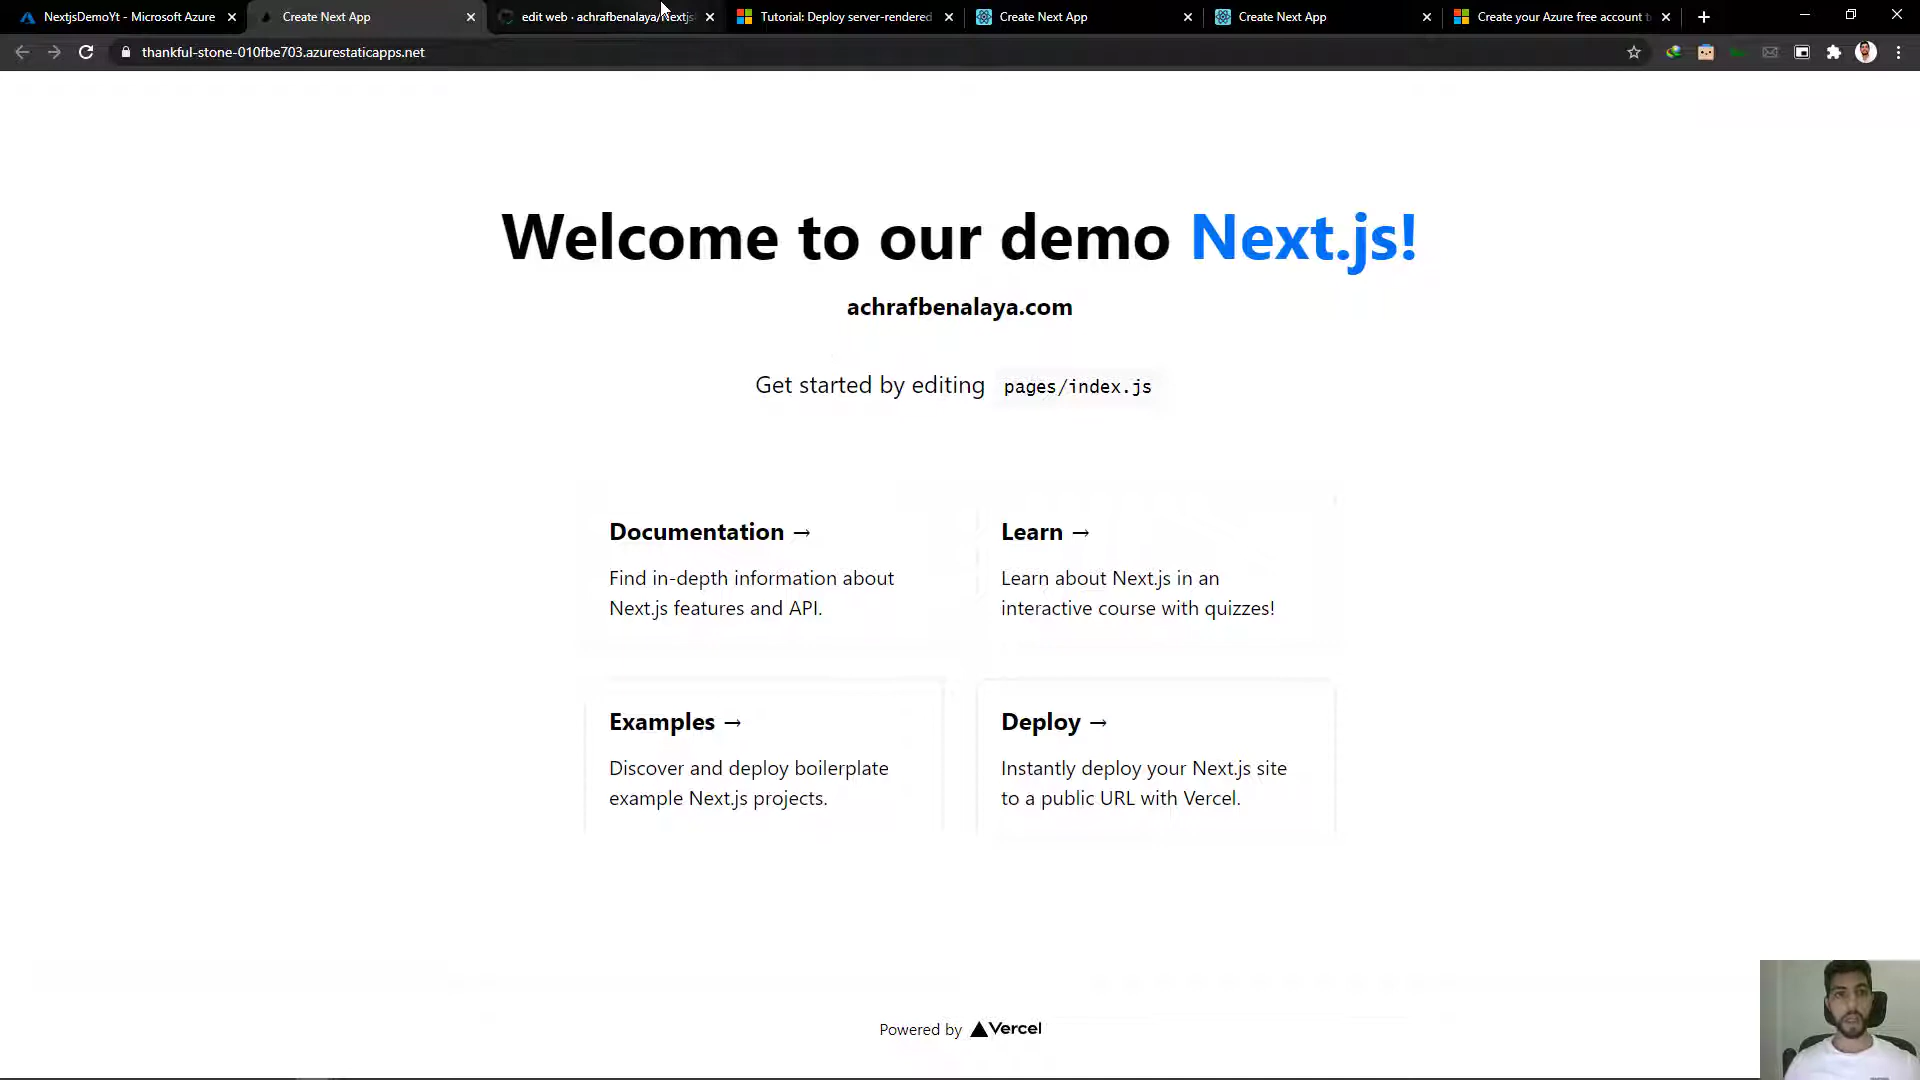 NextjsDemoYt - Microsoft Azure
Create Next App
edit web · achrafbenalaya/Nextjs
Tutorial: Deploy server-rendered
Create Next App
Create Next App
Create your Azure free account t
thankful-stone-010fbe703.azurestaticapps.net
Welcome to our demo Next.js!
achrafbenalaya.com
Get started by editing pages/index.js
Documentation →
Find in-depth information about
Next.js features and API.
Learn →
Learn about Next.js in an
interactive course with quizzes!
Examples →
Discover and deploy boilerplate
example Next.js projects.
Deploy →
Instantly deploy your Next.js site
to a public URL with Vercel.
Powered by Vercel